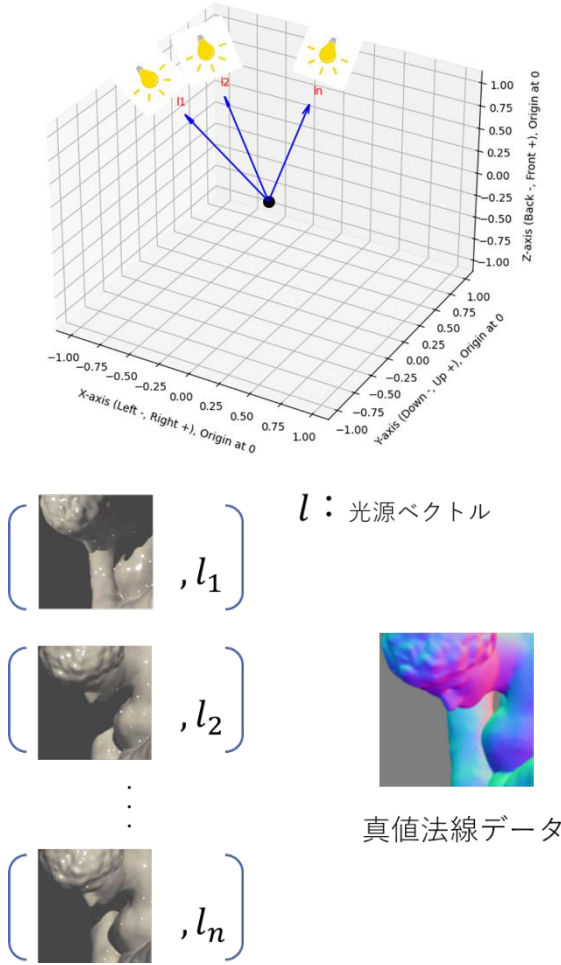 l1
l2
ln
1.00
0.75
0.50
0.25
0.00
−0.25
−0.50
−0.75
−1.00
Z-axis (Back -, Front +), Origin at 0
−1.00
−0.75
−0.50
−0.25
0.00
0.25
0.50
0.75
1.00
X-axis (Left -, Right +), Origin at 0
1.00
0.75
0.50
0.25
0.00
−0.25
−0.50
−0.75
−1.00
Y-axis (Down -, Up +), Origin at 0
l：光源ベクトル
, l₁
, l₂
真値法線データ
, lₙ